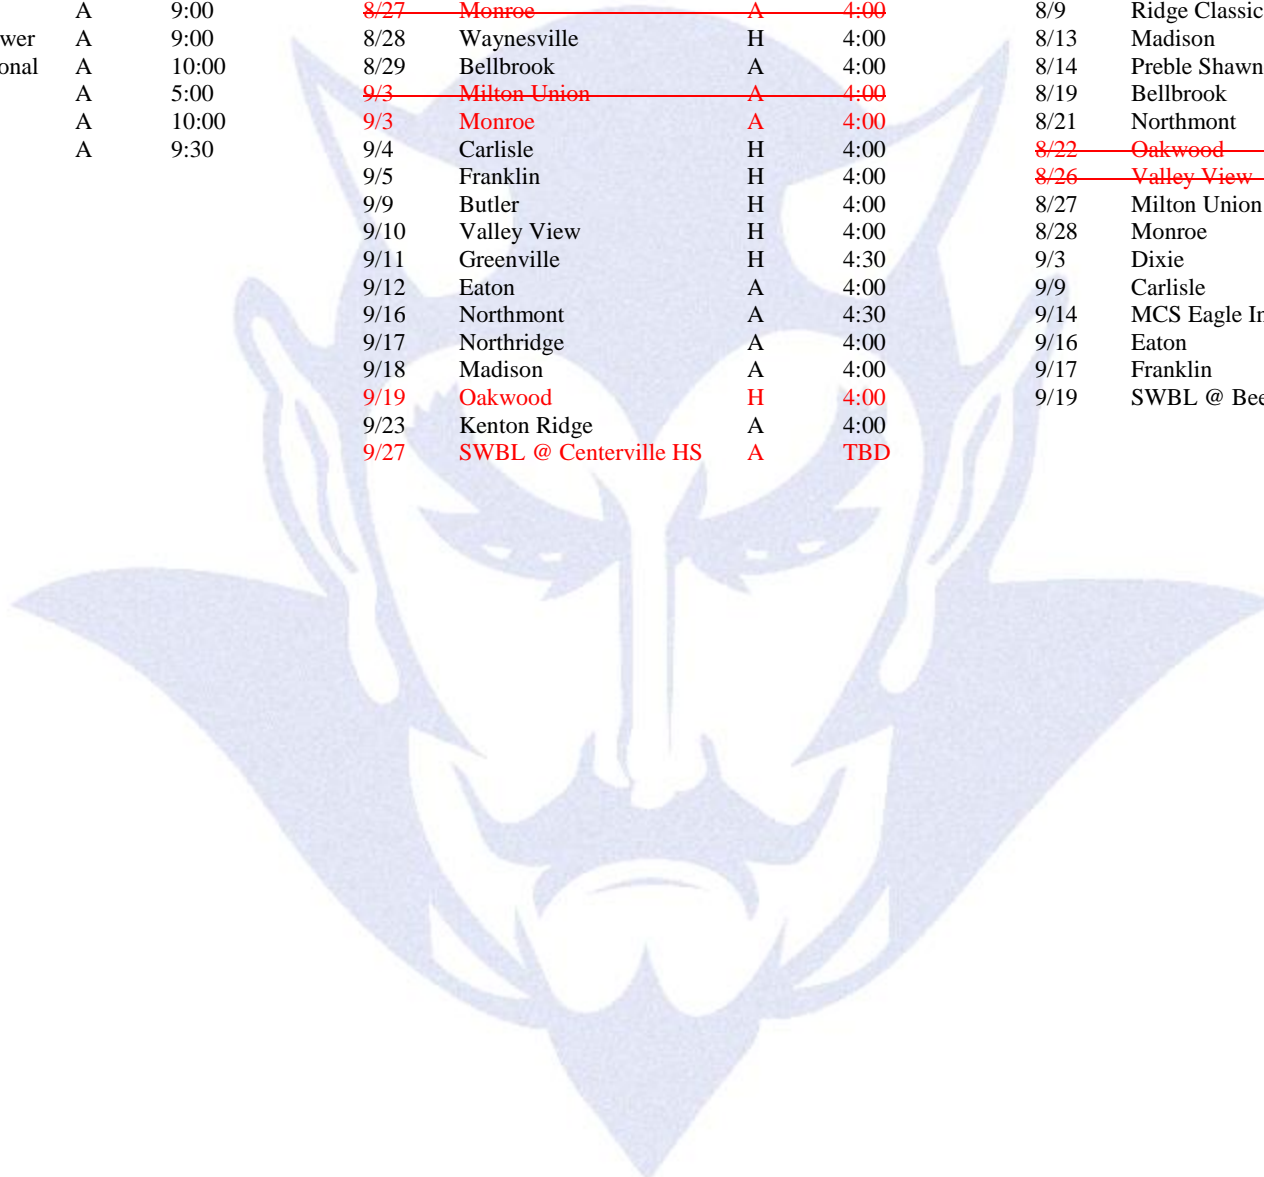 A 9:00 8/27 Monroe A 4:00 8/9 Ridge Classic
wer A 9:00 8/28 Waynesville H 4:00 8/13 Madison
onal A 10:00 8/29 Bellbrook A 4:00 8/14 Preble Shawn
A 5:00 9/3 Milton Union A 4:00 8/19 Bellbrook
A 10:00 9/3 Monroe A 4:00 8/21 Northmont
A 9:30 9/4 Carlisle H 4:00 8/22 Oakwood
9/5 Franklin H 4:00 8/26 Valley View
9/9 Butler H 4:00 8/27 Milton Union
9/10 Valley View H 4:00 8/28 Monroe
9/11 Greenville H 4:30 9/3 Dixie
9/12 Eaton A 4:00 9/9 Carlisle
9/16 Northmont A 4:30 9/14 MCS Eagle In
9/17 Northridge A 4:00 9/16 Eaton
9/18 Madison A 4:00 9/17 Franklin
9/19 Oakwood H 4:00 9/19 SWBL @ Bee
9/23 Kenton Ridge A 4:00
9/27 SWBL @ Centerville HS A TBD